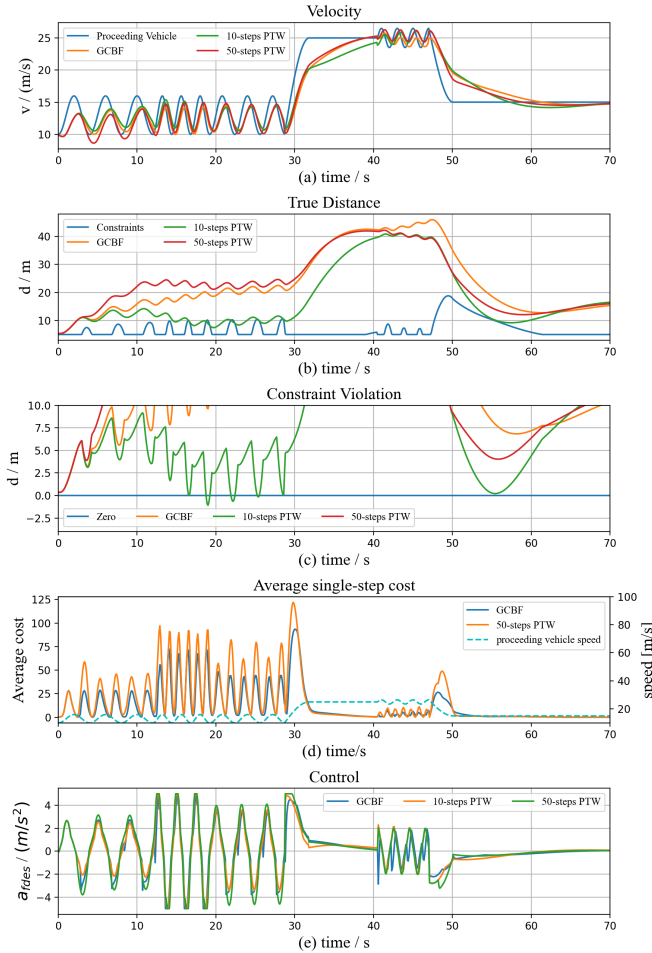 Velocity
v / (m/s)
25
20
15
10
Proceeding Vehicle
GCBF
10-steps PTW
50-steps PTW
0 10 20 30 40 50 60 70
(a) time / s
True Distance
d / m
40
30
20
10
Constraints
GCBF
10-steps PTW
50-steps PTW
0 10 20 30 40 50 60 70
(b) time / s
Constraint Violation
d / m
10.0
7.5
5.0
2.5
0.0
−2.5
Zero GCBF 10-steps PTW 50-steps PTW
0 10 20 30 40 50 60 70
(c) time / s
Average single-step cost
Average cost
125
100
75
50
25
0
GCBF
50-steps PTW
proceeding vehicle speed
100
80
60
40
20
speed [m/s]
0 10 20 30 40 50 60 70
(d) time/s
Control
a_fdes / (m/s²)
4
2
0
−2
−4
GCBF 10-steps PTW 50-steps PTW
0 10 20 30 40 50 60 70
(e) time / s